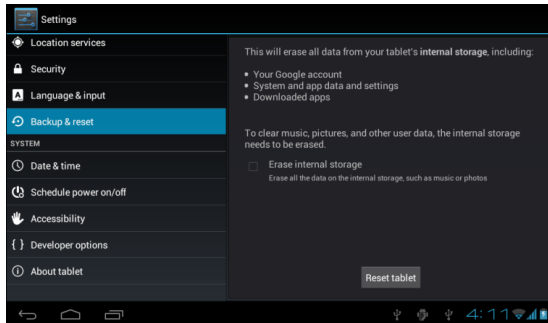 Settings
Location services
Security
Language & input
Backup & reset
SYSTEM
Date & time
Schedule power on/off
Accessibility
Developer options
About tablet
This will erase all data from your tablet's internal storage, including:
• Your Google account
• System and app data and settings
• Downloaded apps
To clear music, pictures, and other user data, the internal storage
needs to be erased.
Erase internal storage
Erase all the data on the internal storage, such as music or photos
Reset tablet
4:11